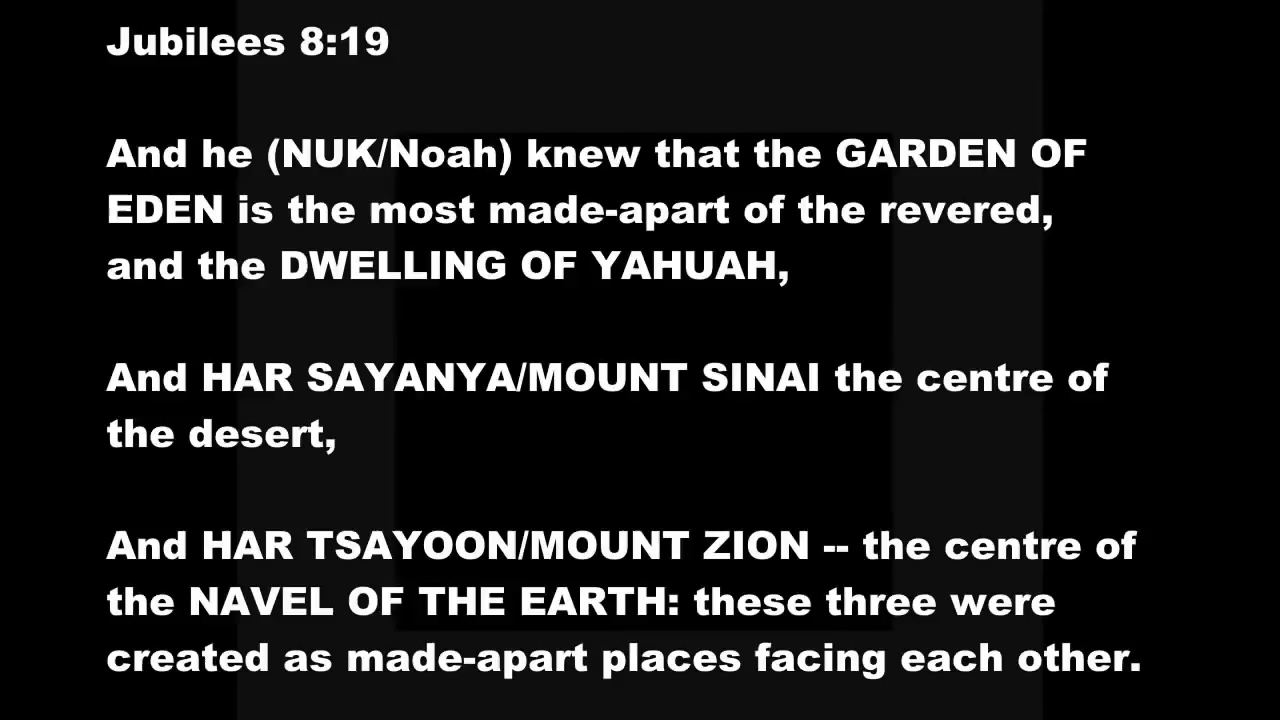 Jubilees 8:19
And he (NUK/Noah) knew that the GARDEN OF
EDEN is the most made-apart of the revered,
and the DWELLING OF YAHUAH,
And HAR SAYANYA/MOUNT SINAI the centre of
the desert,
And HAR TSAYOON/MOUNT ZION -- the centre of
the NAVEL OF THE EARTH: these three were
created as made-apart places facing each other.